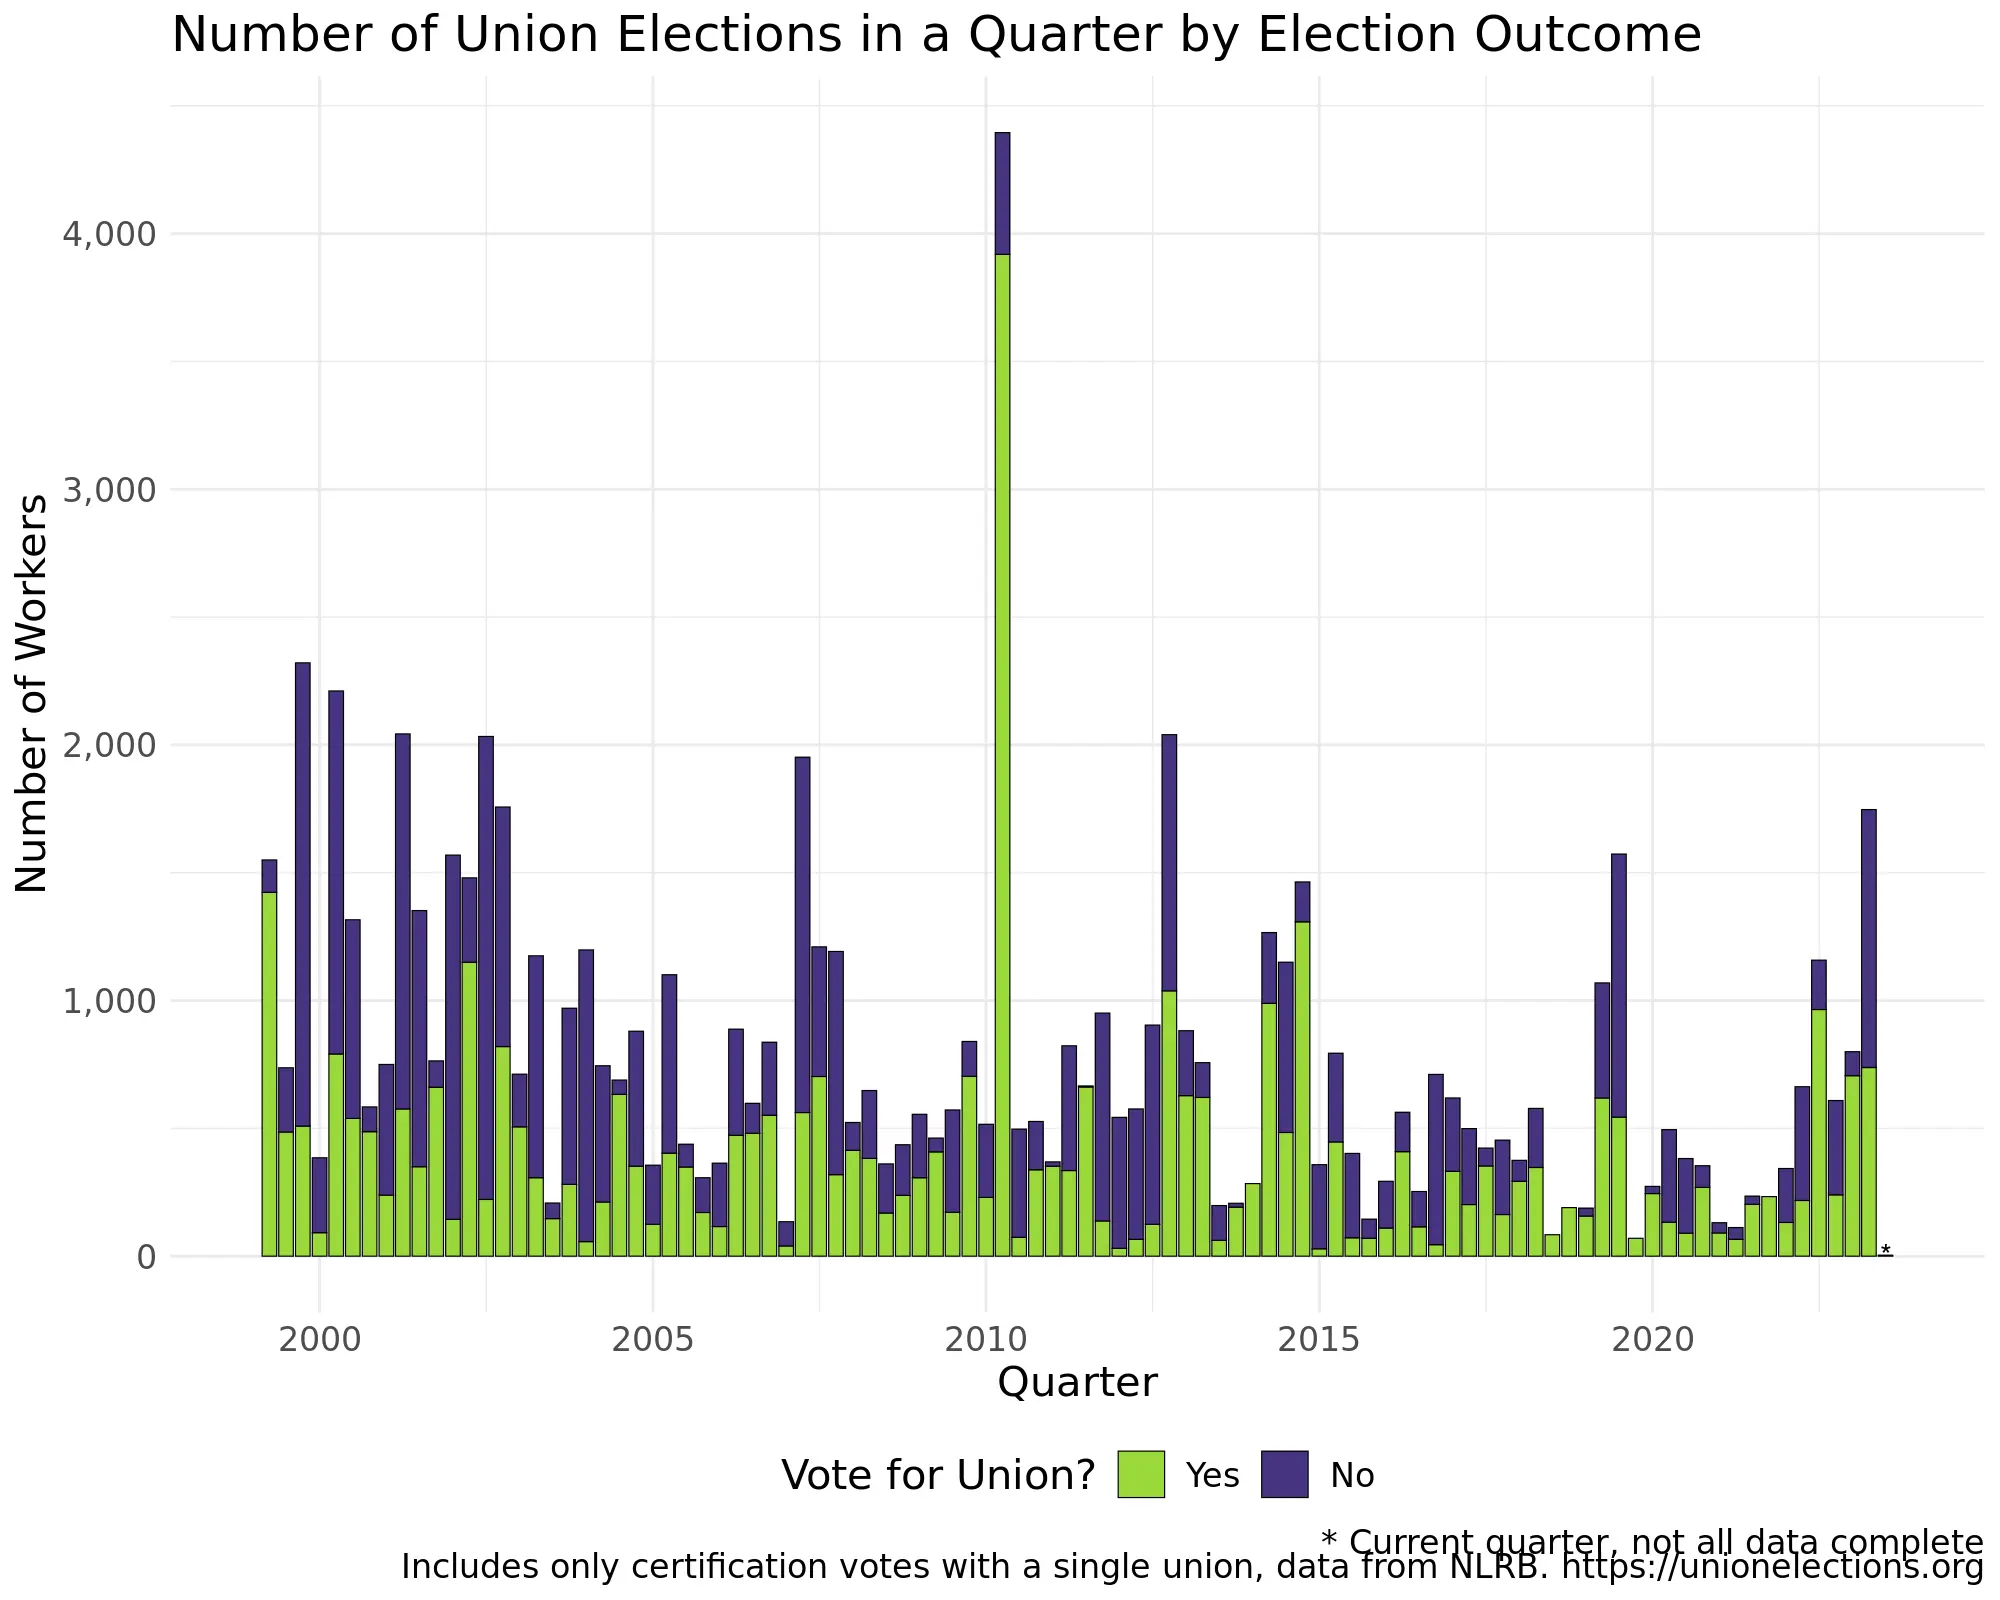 Number of Union Elections in a Quarter by Election Outcome
Number of Workers
4,000
3,000
2,000
1,000
0
*
2000 2005 2010 2015 2020
Quarter
Vote for Union? Yes No
* Current quarter, not all data complete
Includes only certification votes with a single union, data from NLRB. https://unionelections.org